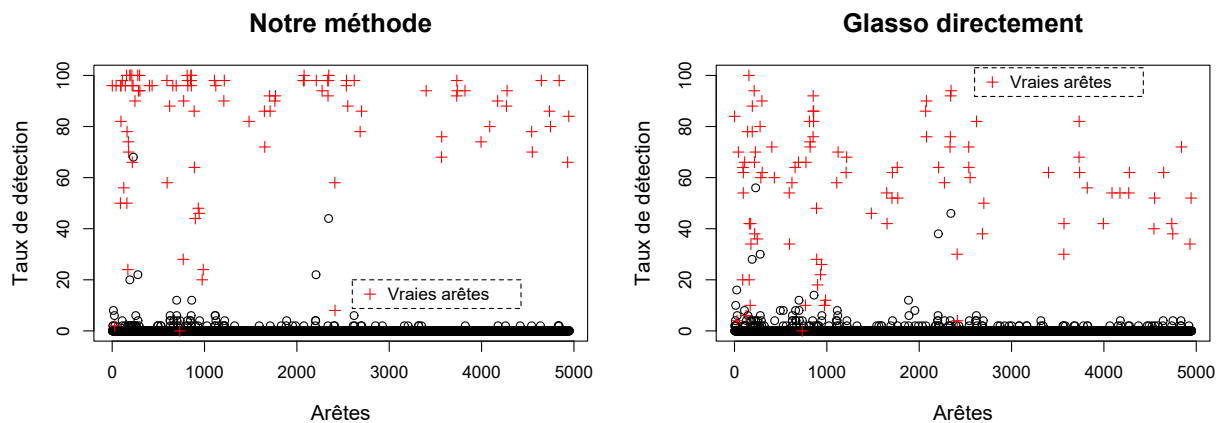 Notre méthode
Taux de détection
100
80
60
40
20
0
Vraies arêtes
0 1000 2000 3000 4000 5000
Arêtes
Glasso directement
Taux de détection
100
80
60
40
20
0
Vraies arêtes
0 1000 2000 3000 4000 5000
Arêtes